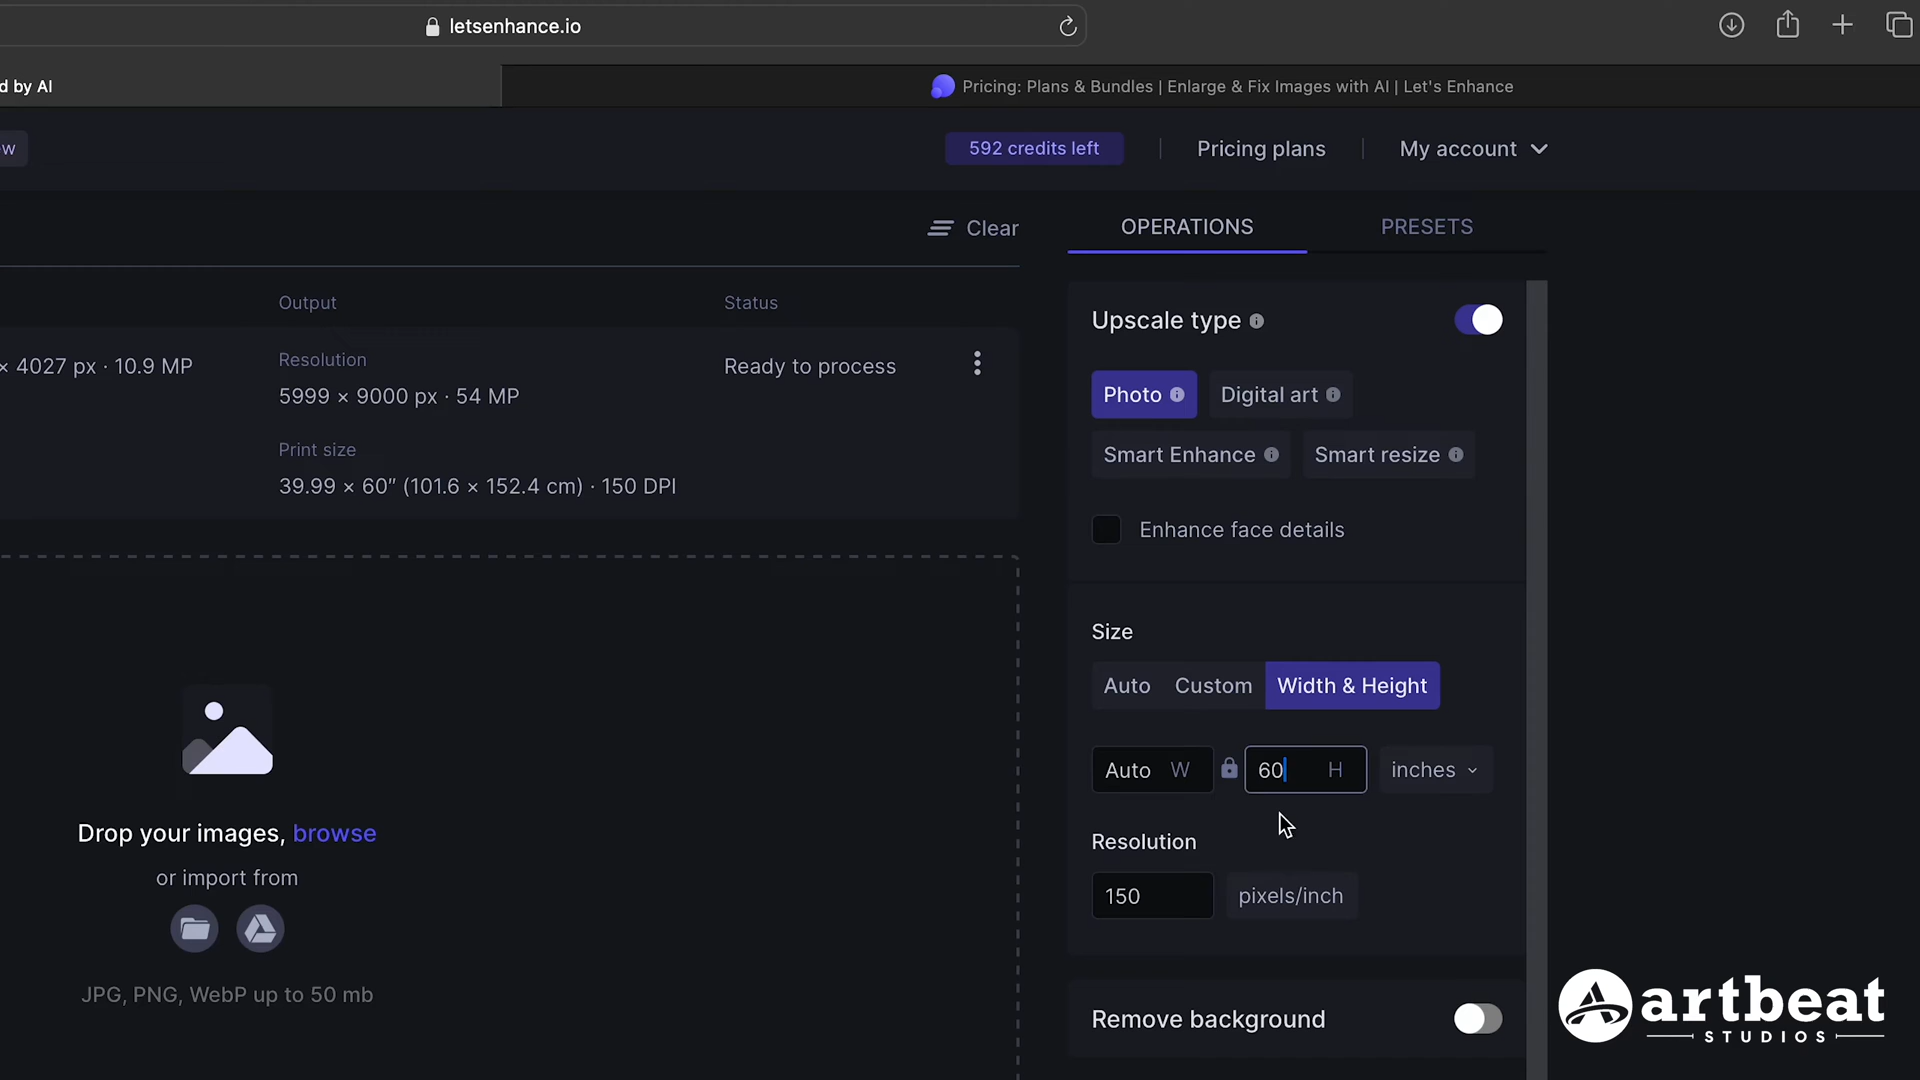 letsenhance.io
d by AI
Pricing: Plans & Bundles | Enlarge & Fix Images with AI | Let's Enhance
w
592 credits left
Pricing plans
My account
Clear
OPERATIONS
PRESETS
Output
Status
Upscale type
× 4027 px · 10.9 MP
Resolution
5999 × 9000 px · 54 MP
Ready to process
Photo
Digital art
Print size
39.99 × 60″ (101.6 × 152.4 cm) · 150 DPI
Smart Enhance
Smart resize
Enhance face details
Size
Auto
Custom
Width & Height
Auto W
60 H
inches
Resolution
150
pixels/inch
Drop your images, browse
or import from
JPG, PNG, WebP up to 50 mb
Remove background
artbeat
STUDIOS